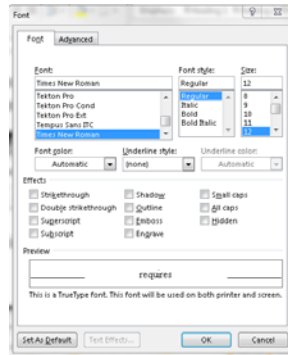 Font
Font Advanced
Font: Font style: Size:
Times New Roman Regular 12
Tekton Pro Regular 8
Tekton Pro Cond Italic 9
Tekton Pro Ext Bold 10
Tempus Sans ITC Bold Italic 11
Times New Roman 12
Font color: Underline style: Underline color:
Automatic (none) Automatic
Effects
Strikethrough Shadow Small caps
Double strikethrough Outline All caps
Superscript Emboss Hidden
Subscript Engrave
Preview
requires
This is a TrueType font. This font will be used on both printer and screen.
Set As Default Text Effects... OK Cancel